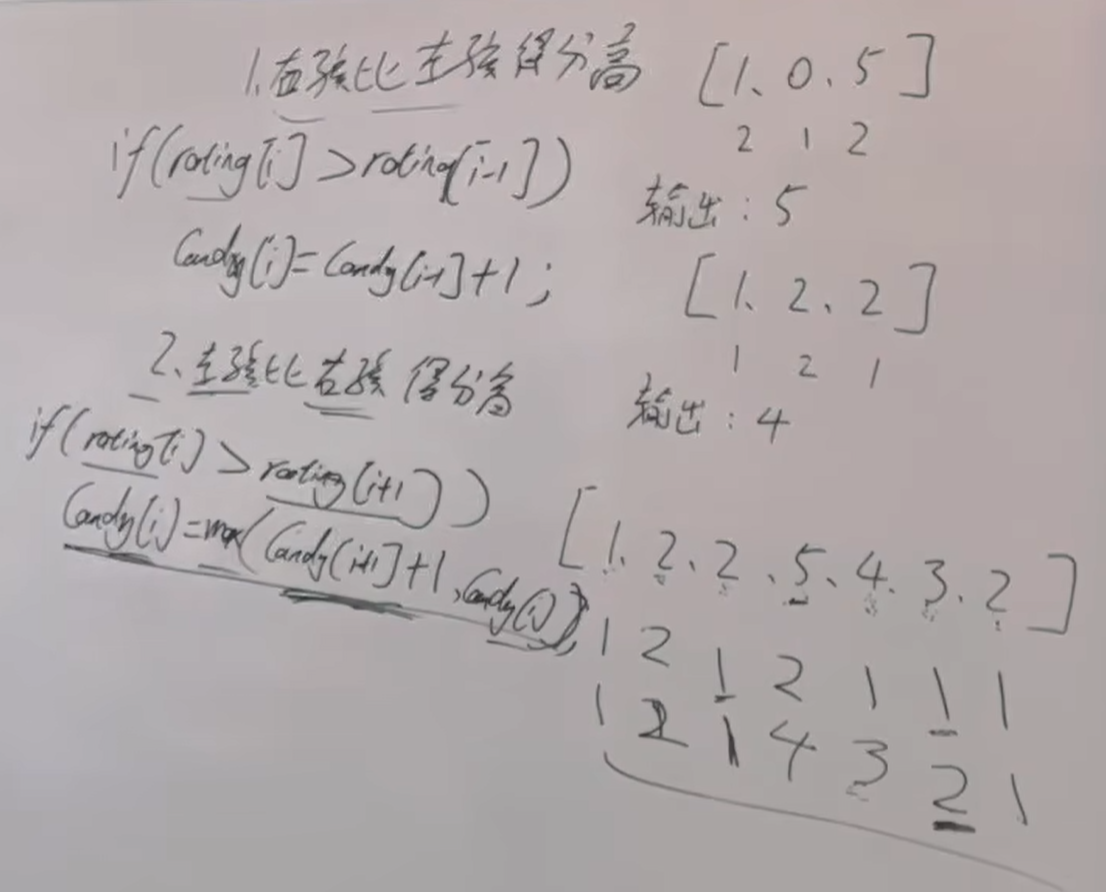 1.右孩比左孩得分高
if(rating[i]>rating[i-1])
Candy[i]=Candy[i-1]+1;
2、左孩比右孩得分高
if(rating[i)>rating(i+1))
Candy(i)=max(Candy(i+1]+1,Candy(i))
[1、0、5]
2 1 2
输出:5
[1、2、2]
1 2 1
输出:4
[1、2、2、5、4、3、2]
1 2 1 2 1 1 1
1 2 1 4 3 2 1